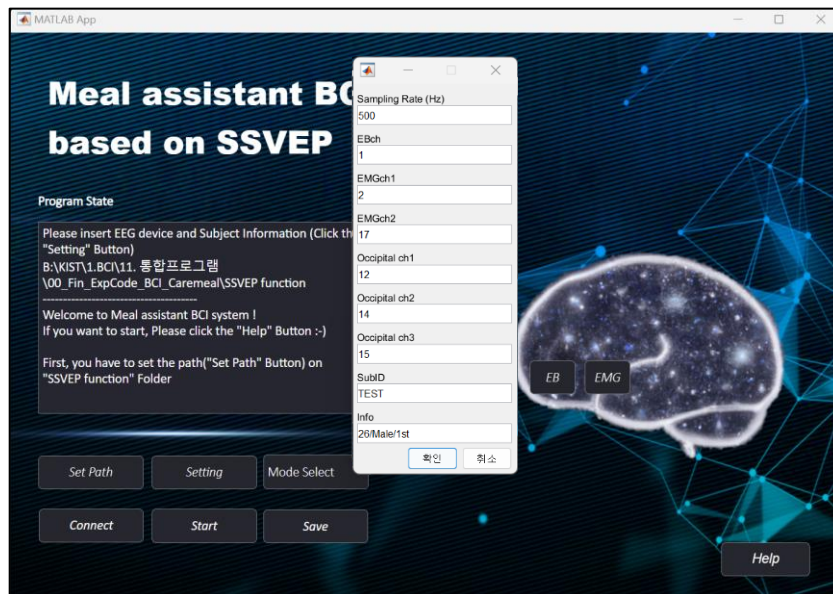 MATLAB App
Meal assistant BC
based on SSVEP
Program State
Please insert EEG device and Subject Information (Click th
"Setting" Button)
B:\KIST\1.BCI\11. 통합프로그램
\00_Fin_ExpCode_BCI_Caremeal\SSVEP function
----------------------------------------
Welcome to Meal assistant BCI system !
If you want to start, Please click the "Help" Button :-)
First, you have to set the path("Set Path" Button) on
"SSVEP function" Folder
Set Path
Setting
Mode Select
Connect
Start
Save
Sampling Rate (Hz)
500
EBch
1
EMGch1
2
EMGch2
17
Occipital ch1
12
Occipital ch2
14
Occipital ch3
15
SubID
TEST
Info
26/Male/1st
확인
취소
EB
EMG
Help